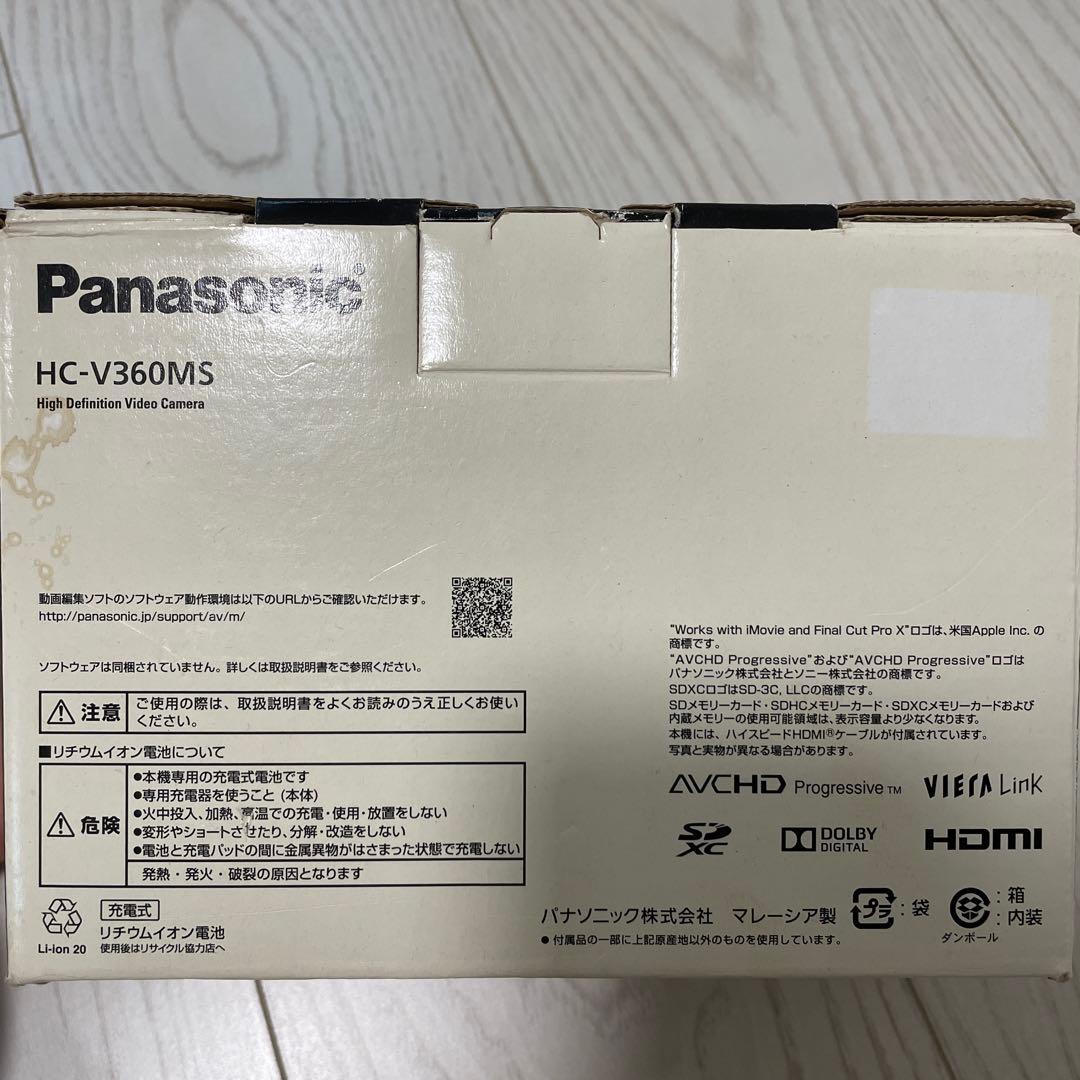 Panasonic®
HC-V360MS
High Definition Video Camera
動画編集ソフトのソフトウェア動作環境は以下のURLからご確認いただけます。
http://panasonic.jp/support/av/m/
ソフトウェアは同梱されていません。詳しくは取扱説明書をご参照ください。
注意
ご使用の際は、取扱説明書をよくお読みのうえ正しくお使い
ください。
■リチウムイオン電池について
危険
●本機専用の充電式電池です
●専用充電器を使うこと (本体)
●火中投入、加熱、高温での充電・使用・放置をしない
●変形やショートさせたり、分解・改造をしない
●電池と充電パッドの間に金属異物がはさまった状態で充電しない
発熱・発火・破裂の原因となります
Li-ion 20
充電式
リチウムイオン電池
使用後はリサイクル協力店へ
"Works with iMovie and Final Cut Pro X"ロゴは、米国Apple Inc. の
商標です。
"AVCHD Progressive"および"AVCHD Progressive"ロゴは
パナソニック株式会社とソニー株式会社の商標です。
SDXCロゴはSD-3C, LLCの商標です。
SDメモリーカード・SDHCメモリーカード・SDXCメモリーカードおよび
内蔵メモリーの使用可能領域は、表示容量より少なくなります。
本機には、ハイスピードHDMI®ケーブルが付属されています。
写真と実物が異なる場合があります。
AVCHD Progressive TM
VIERA Link
SD XC
DOLBY DIGITAL
HDMI
パナソニック株式会社 マレーシア製
●付属品の一部に上記原産地以外のものを使用しています。
プラ:袋
:箱
:内装
ダンボール